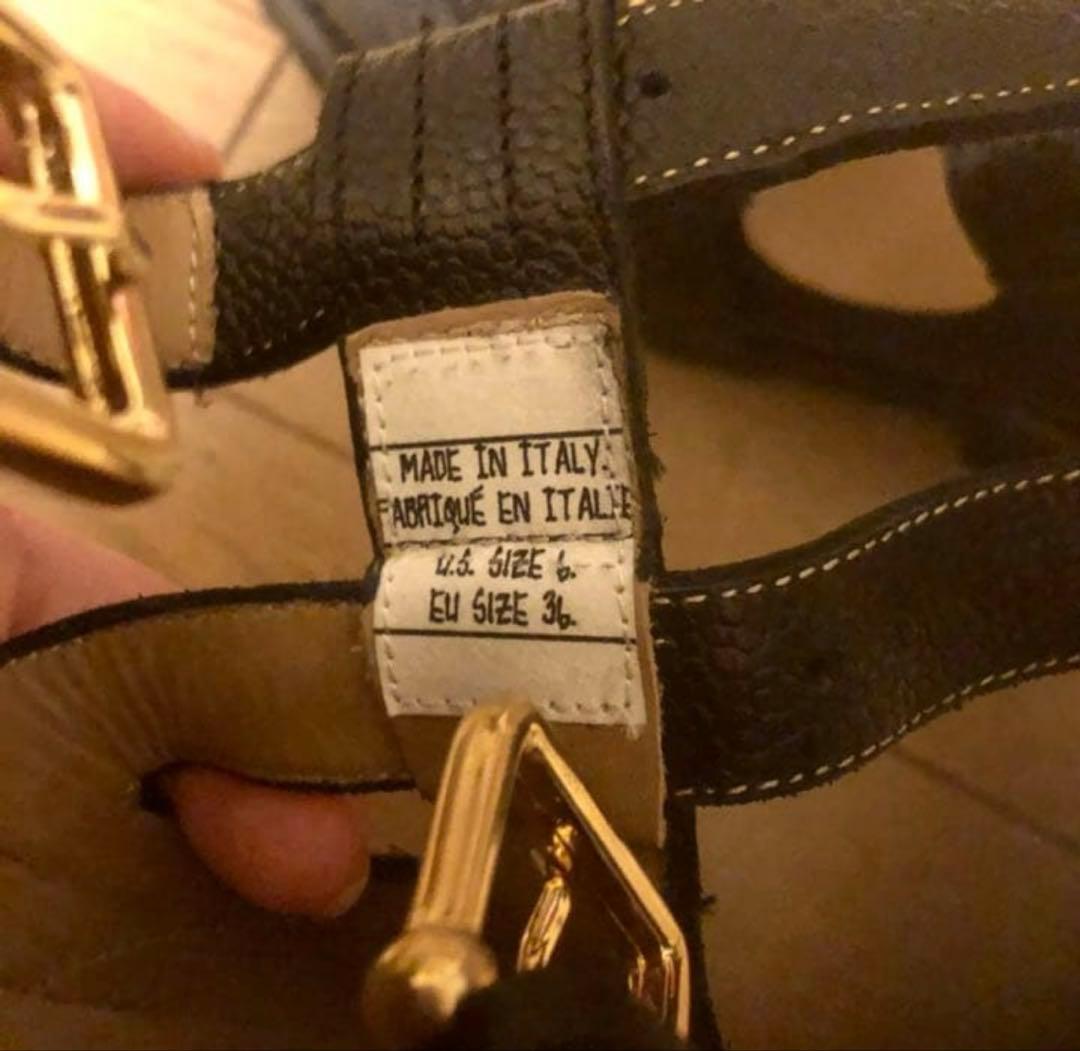 MADE IN ITALY.
FABRIQUÉ EN ITALIE
U.S. SIZE 6.
EU SIZE 36.